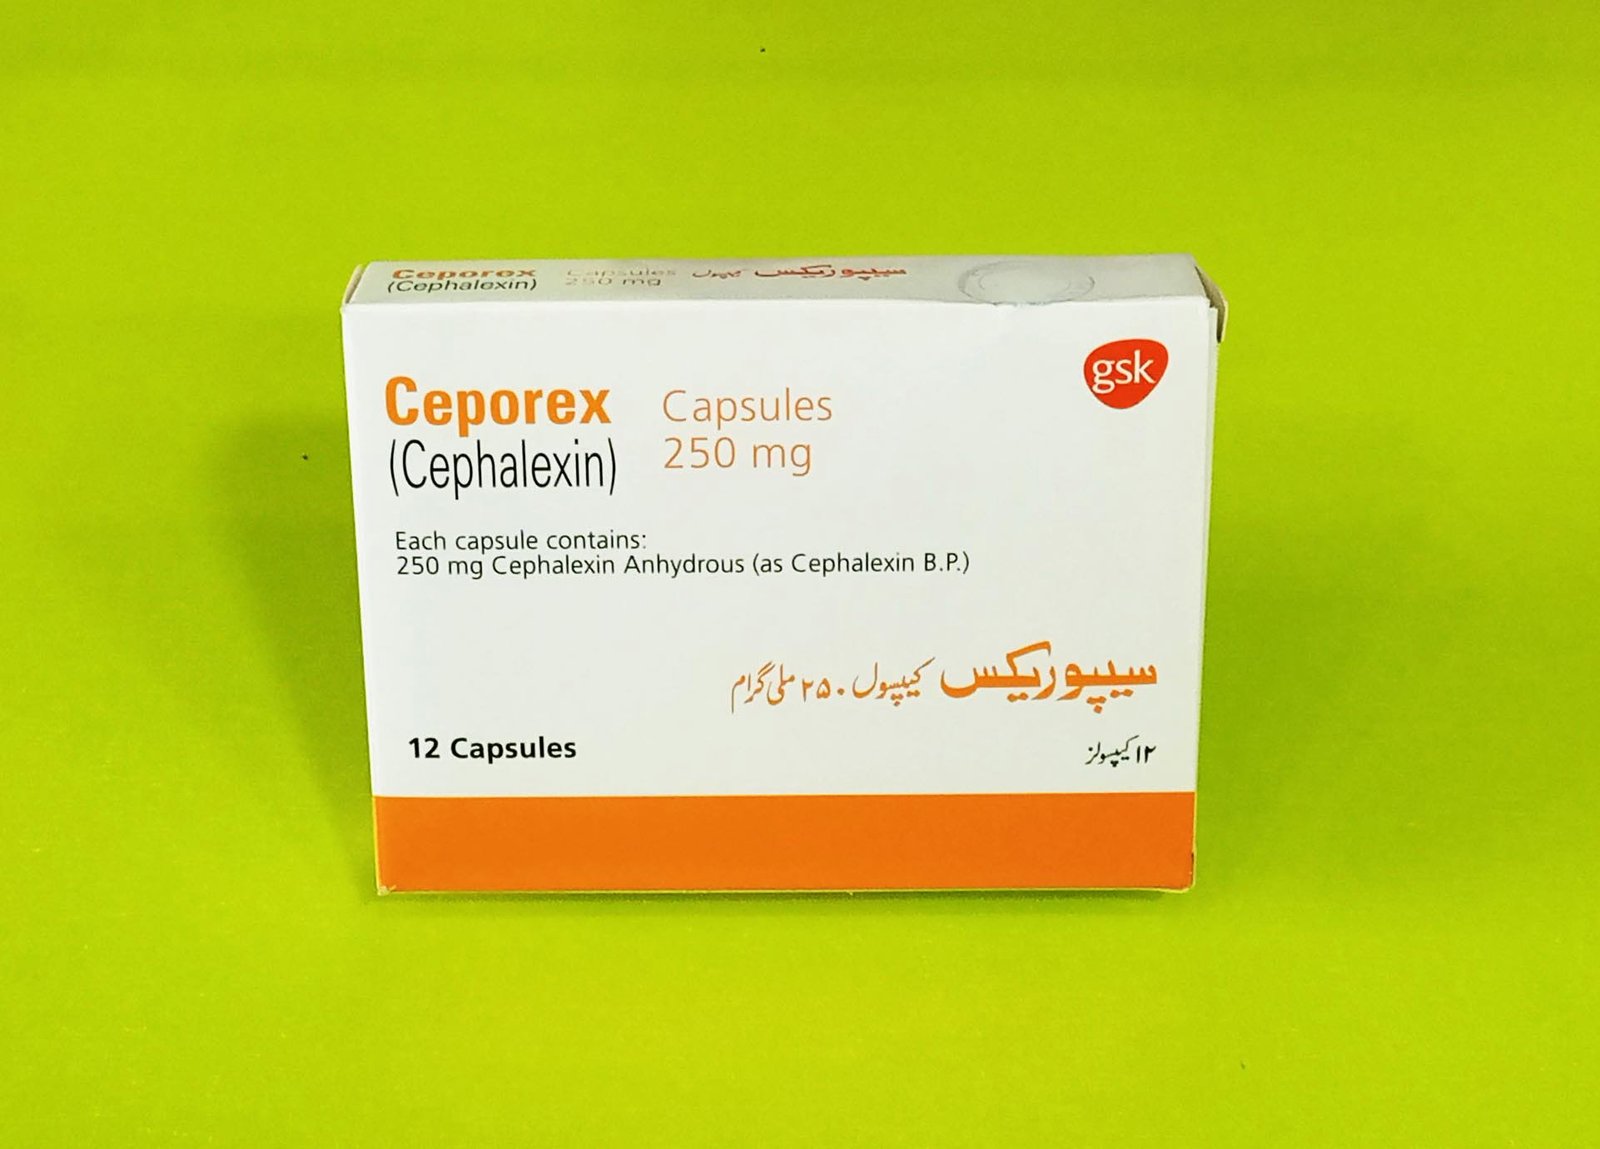 Ceporex Capsules سیپوریکس کیپسول
(Cephalexin) 250 mg
gsk
Ceporex Capsules
(Cephalexin) 250 mg
Each capsule contains:
250 mg Cephalexin Anhydrous (as Cephalexin B.P.)
سیپوریکس کیپسول ۲۵۰ ملی گرام
12 Capsules ۱۲ کیپسولز